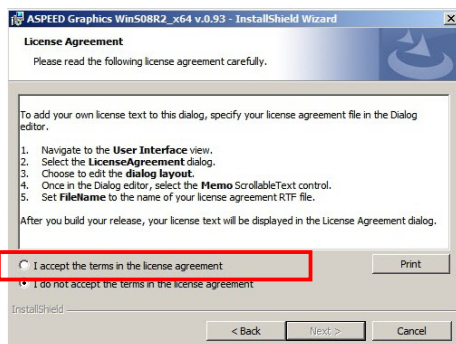 ASPEED Graphics WinS08R2_x64 v.0.93 - InstallShield Wizard
License Agreement
Please read the following license agreement carefully.
To add your own license text to this dialog, specify your license agreement file in the Dialog
editor.
1. Navigate to the User Interface view.
2. Select the LicenseAgreement dialog.
3. Choose to edit the dialog layout.
4. Once in the Dialog editor, select the Memo ScrollableText control.
5. Set FileName to the name of your license agreement RTF file.
After you build your release, your license text will be displayed in the License Agreement dialog.
I accept the terms in the license agreement
Print
I do not accept the terms in the license agreement
InstallShield
< Back
Next >
Cancel